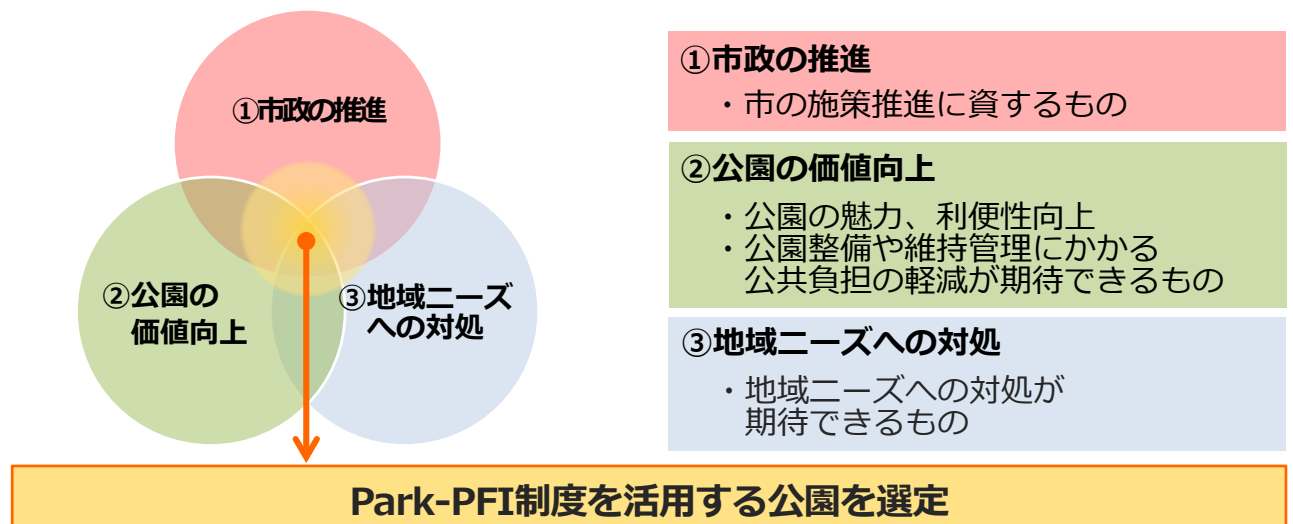 ①市政の推進
②公園の
価値向上
③地域ニーズ
への対処
①市政の推進
・市の施策推進に資するもの
②公園の価値向上
・公園の魅力、利便性向上
・公園整備や維持管理にかかる
公共負担の軽減が期待できるもの
③地域ニーズへの対処
・地域ニーズへの対処が
期待できるもの
Park-PFI制度を活用する公園を選定